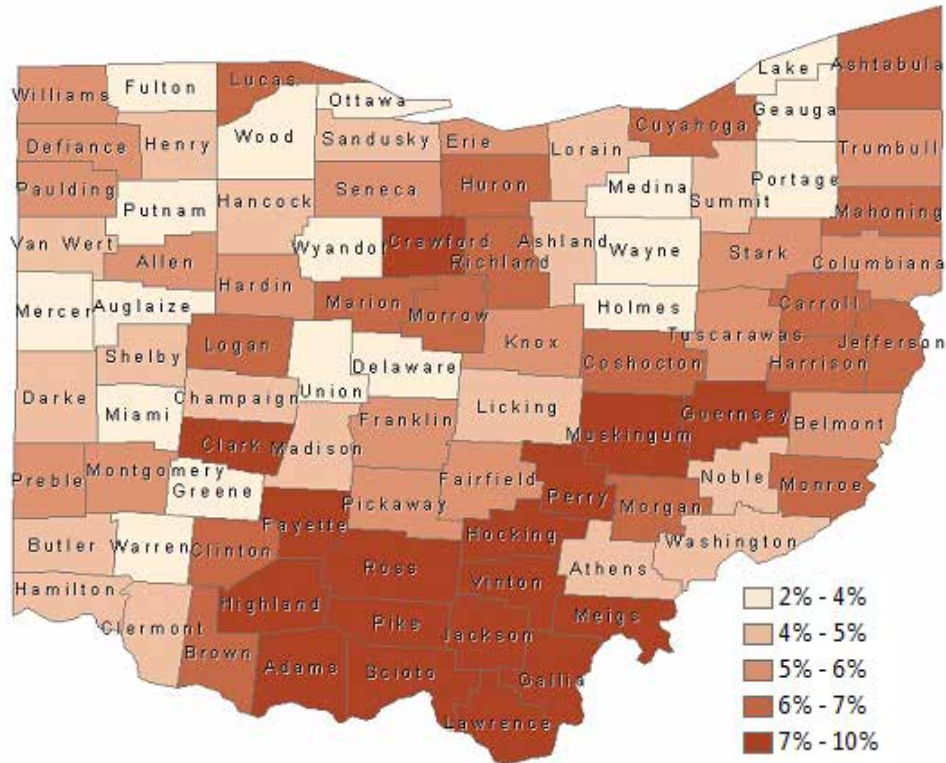 Lake
Ashtabula
Lucas
Fulton
Williams
Ottawa
Geauga
Cuyahoga
Wood
Sandusky
Erie
Henry
Defiance
Lorain
Trumbull
Portage
Huron
Medina
Seneca
Paulding
Summit
Hancock
Putnam
Mahoning
Van Wert
Wyandot
Crawford
Ashland
Wayne
Stark
Richland
Columbiana
Allen
Hardin
Marion
Holmes
Carroll
Auglaize
Mercer
Morrow
Tuscarawas
Knox
Jefferson
Logan
Shelby
Coshocton
Harrison
Delaware
Union
Darke
Champaign
Licking
Miami
Franklin
Guernsey
Belmont
Muskingum
Clark
Madison
Montgomery
Preble
Fairfield
Noble
Monroe
Greene
Perry
Pickaway
Morgan
Fayette
Hocking
Washington
Butler
Warren
Clinton
Ross
Athens
Vinton
Hamilton
Highland
Meigs
Pike
Clermont
Jackson
Brown
Adams
Scioto
Gallia
Lawrence
2% - 4%
4% - 5%
5% - 6%
6% - 7%
7% - 10%